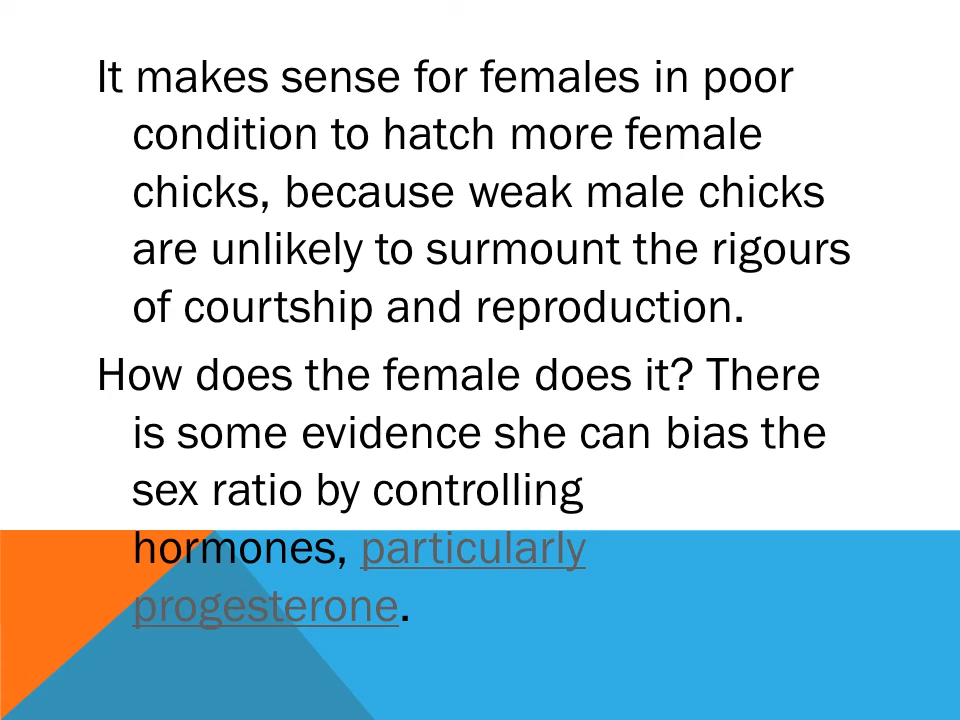 It makes sense for females in poor
condition to hatch more female
chicks, because weak male chicks
are unlikely to surmount the rigours
of courtship and reproduction.
How does the female does it? There
is some evidence she can bias the
sex ratio by controlling
hormones, particularly
progesterone.